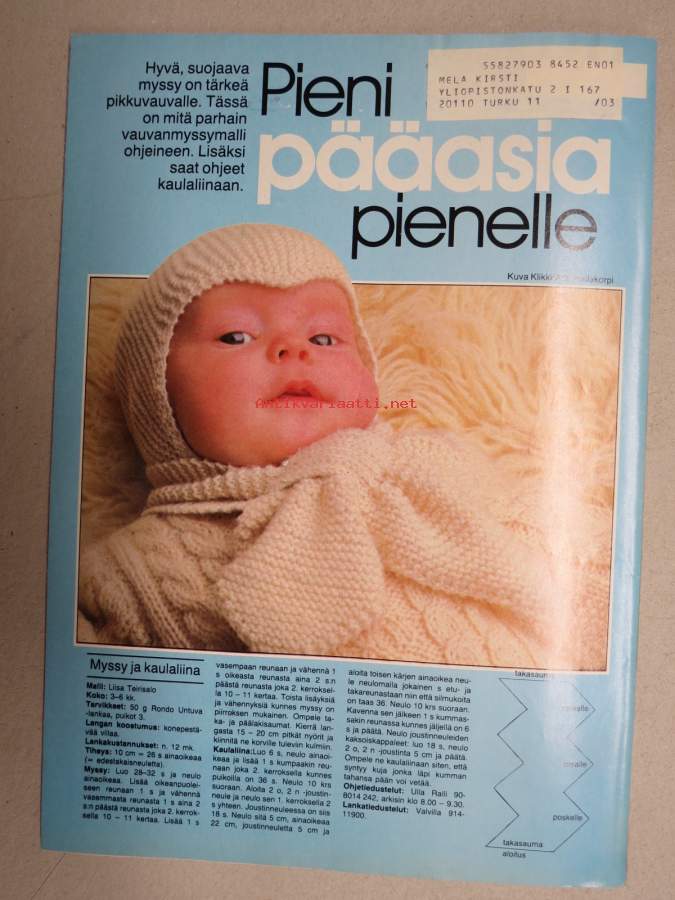 Hyvä, suojaava
myssy on tärkeä
pikkuvauvalle. Tässä
on mitä parhain
vauvanmyssymalli
ohjeineen. Lisäksi
saat ohjeet
kaulaliinaan.
Pieni
pääasia
pienelle
55827903 8452 EN01
MELA KIRSTI
YLIOPISTONKATU 2 I 167
20110 TURKU 11 /03
Kuva Klikki
Antikvariaatti.net
Myssy ja kaulaliina
Malli: Liisa Teirisalo
Koko: 3–6 kk.
Tarvikkeet: 50 g Rondo Untuva
-lankaa, puikot 3.
Langan koostumus: konepestä-
vää villaa.
Lankakustannukset: n. 12 mk.
Tiheys: 10 cm = 26 s ainaoikeaa
(= edestakaisneuletta).
Myssy: Luo 28–32 s ja neulo
ainaoikeaa. Lisää oikeanpuolei-
seen reunaan 1 s ja vähennä
vasemmasta reunasta 1 s aina 2
s:n päästä reunasta joka 2. kerrok-
sella 10 – 11 kertaa. Lisää 1 s
vasempaan reunaan ja vähennä 1
s oikeasta reunasta aina 2 s:n
päästä reunasta joka 2. kerroksel-
la 10 – 11 kertaa. Toista lisäyksiä
ja vähennyksiä kunnes myssy on
piirroksen mukainen. Ompele ta-
ka- ja päälakisaumat. Kierrä lan-
gasta 15 – 20 cm pitkät nyörit ja
kiinnitä ne korville tuleviin kulmiin.
Kaulaliina: Luo 6 s, neulo ainaoi-
keaa ja lisää 1 s kumpaakin reu-
naan joka 2. kerroksella kunnes
puikoilla on 36 s. Neulo 10 krs
suoraan. Aloita 2 o, 2 n -joustin-
neule ja neulo sen 1. kerroksella 2
s yhteen. Joustinneuleessa on siis
18 s. Neulo sitä 5 cm, ainaoikeaa
22 cm, joustinneuletta 5 cm ja
aloita toisen kärjen ainaoikea neu-
le neulomalla jokainen s etu- ja
takareunastaan niin että silmukoita
on taas 36. Neulo 10 krs suoraan.
Kavenna sen jälkeen 1 s kummas-
sakin reunassa kunnes jäljellä on 6
s ja päätä. Neulo joustinneuleiden
kaksoiskappaleet: luo 18 s, neulo
2 o, 2 n -joustinta 5 cm ja päätä.
Ompele ne kaulaliinaan siten, että
syntyy kuja jonka läpi kumman
tahansa pään voi vetää.
Ohjetiedustelut: Ulla Raili 90-
8014 242, arkisin klo 8.00 – 9.30.
Lankatiedustelut: Valvilla 914-
11900.
takasauma
poskelle
otsalle
poskelle
takasauma
aloitus